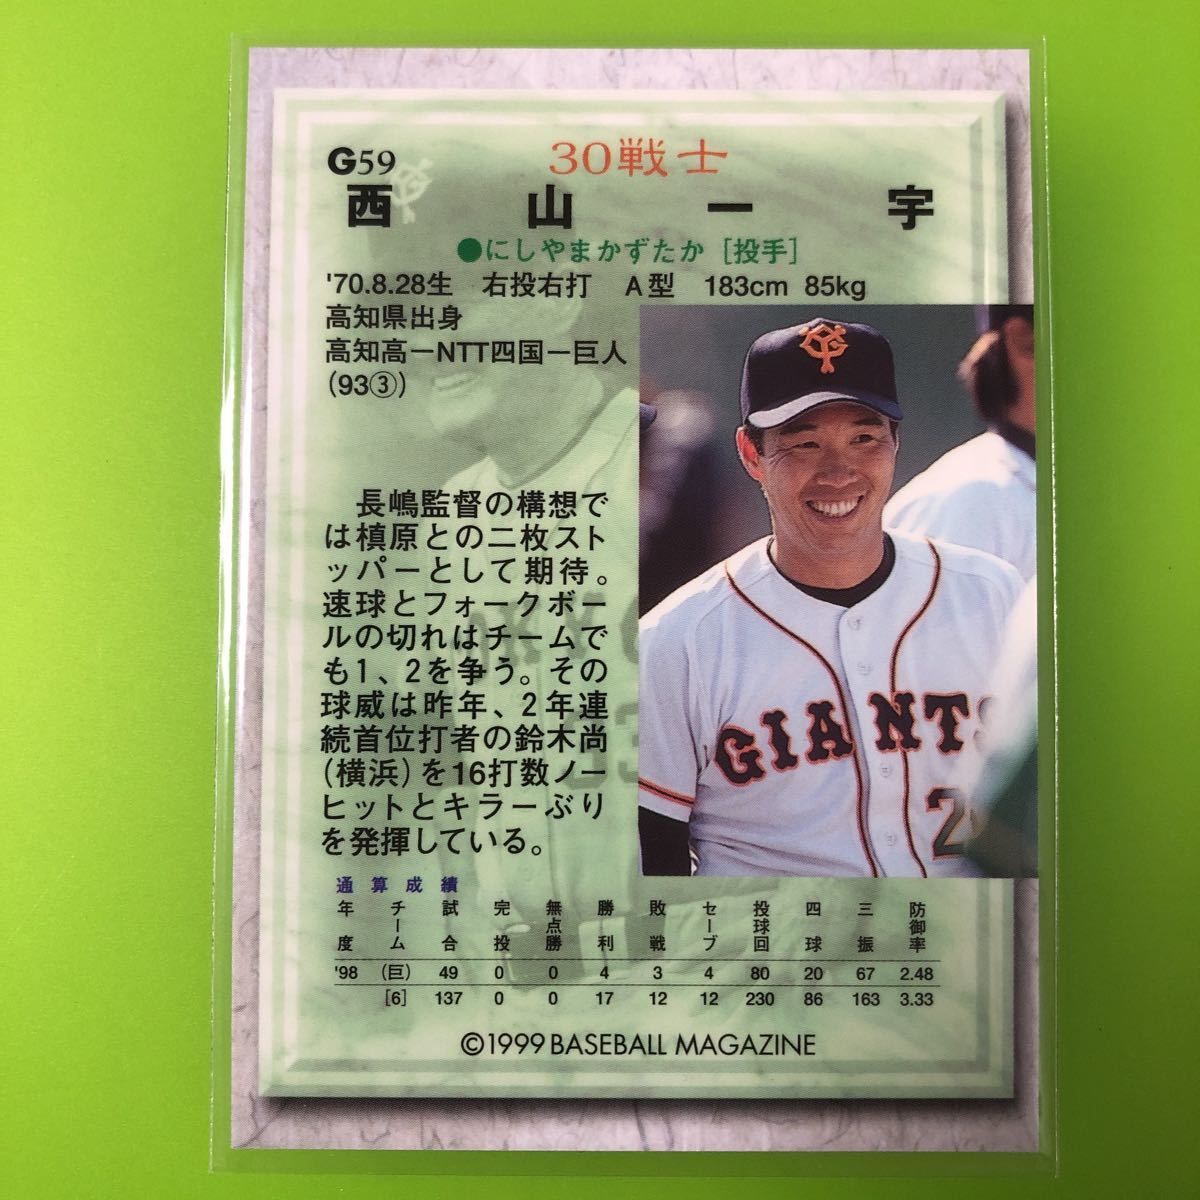 G59
30戦士
西山一宇
●にしやまかずたか [投手]
'70.8.28生 右投右打 A型 183cm 85kg
高知県出身
高知高ーNTT四国ー巨人
(93③)
長嶋監督の構想で
は槙原との二枚スト
ッパーとして期待。
速球とフォークボー
ルの切れはチームで
も1、2を争う。その
球威は昨年、2年連
続首位打者の鈴木尚
(横浜)を16打数ノー
ヒットとキラーぶり
を発揮している。
GIANTS
通算成績
年度 チーム 試合 完投 無点勝 勝利 敗戦 セーブ 投球回 四球 三振 防御率
'98 (巨) 49 0 0 4 3 4 80 20 67 2.48
[6] 137 0 0 17 12 12 230 86 163 3.33
©1999 BASEBALL MAGAZINE